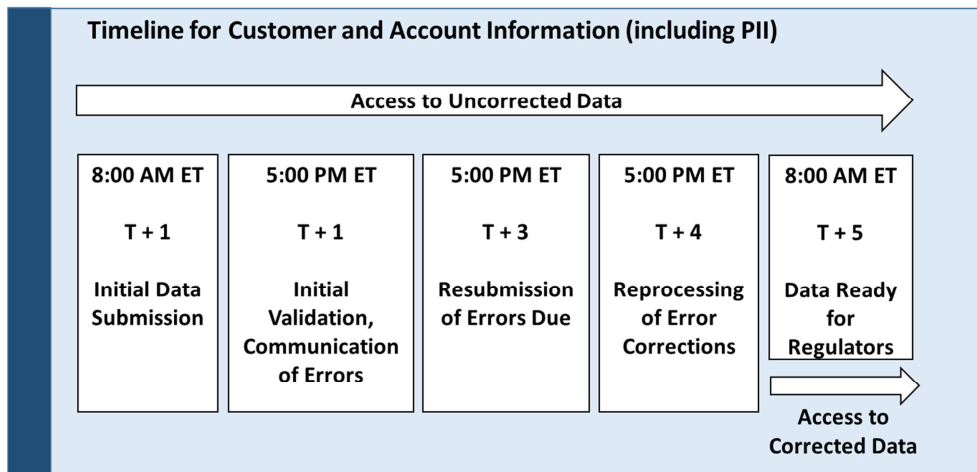 Timeline for Customer and Account Information (including PII)
Access to Uncorrected Data
8:00 AM ET
T + 1
Initial Data
Submission
5:00 PM ET
T + 1
Initial
Validation,
Communication
of Errors
5:00 PM ET
T + 3
Resubmission
of Errors Due
5:00 PM ET
T + 4
Reprocessing
of Error
Corrections
8:00 AM ET
T + 5
Data Ready
for
Regulators
Access to
Corrected Data